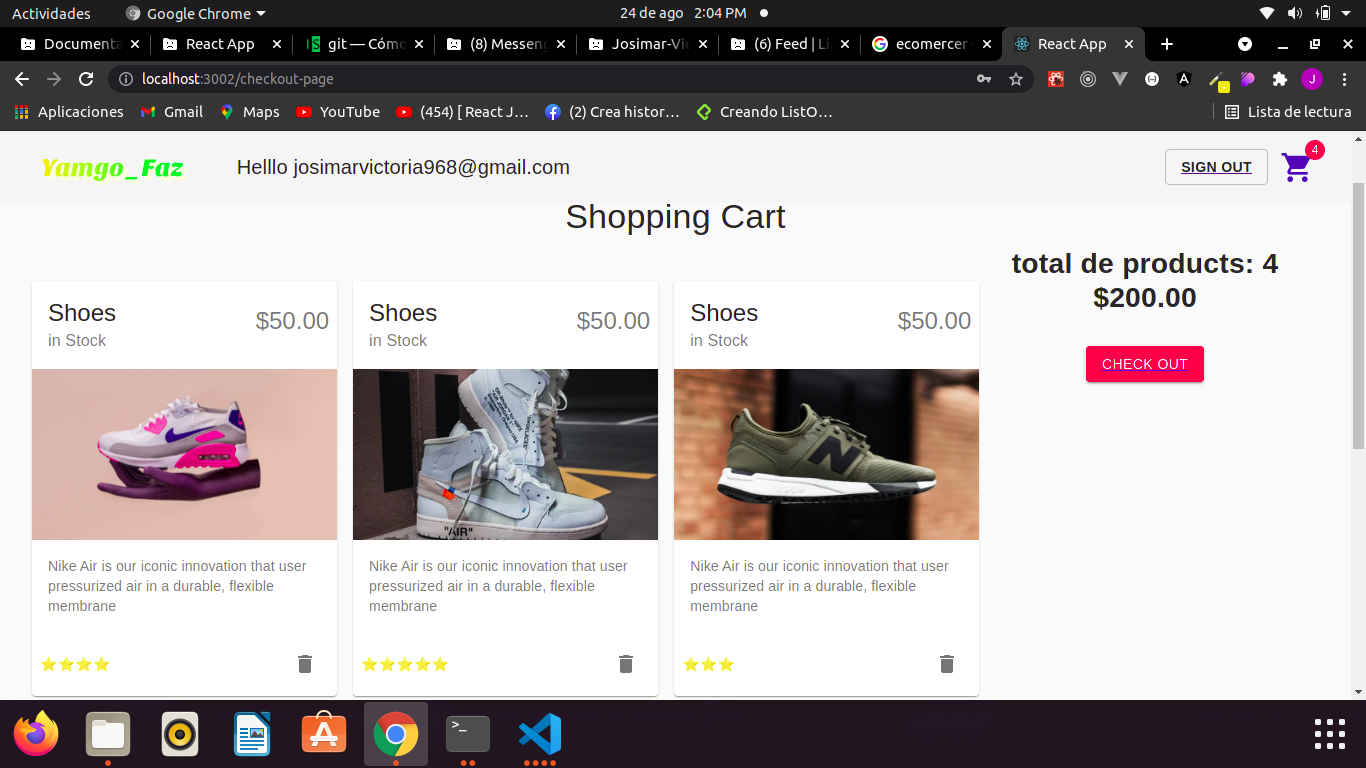 Actividades
Google Chrome
24 de ago 2:04 PM
Documenta
React App
git — Cómo
(8) Messeng
Josimar-Vic
(6) Feed | Li
ecomercer
React App
localhost:3002/checkout-page
J
Aplicaciones
Gmail
Maps
YouTube
(454) [ React J…
(2) Crea histor…
Creando ListO…
Lista de lectura
Yamgo_Faz
Helllo josimarvictoria968@gmail.com
SIGN OUT
4
Shopping Cart
total de products: 4
$200.00
CHECK OUT
Shoes
in Stock
$50.00
Shoes
in Stock
$50.00
Shoes
in Stock
$50.00
"AIR"
N
Nike Air is our iconic innovation that user
pressurized air in a durable, flexible
membrane
Nike Air is our iconic innovation that user
pressurized air in a durable, flexible
membrane
Nike Air is our iconic innovation that user
pressurized air in a durable, flexible
membrane